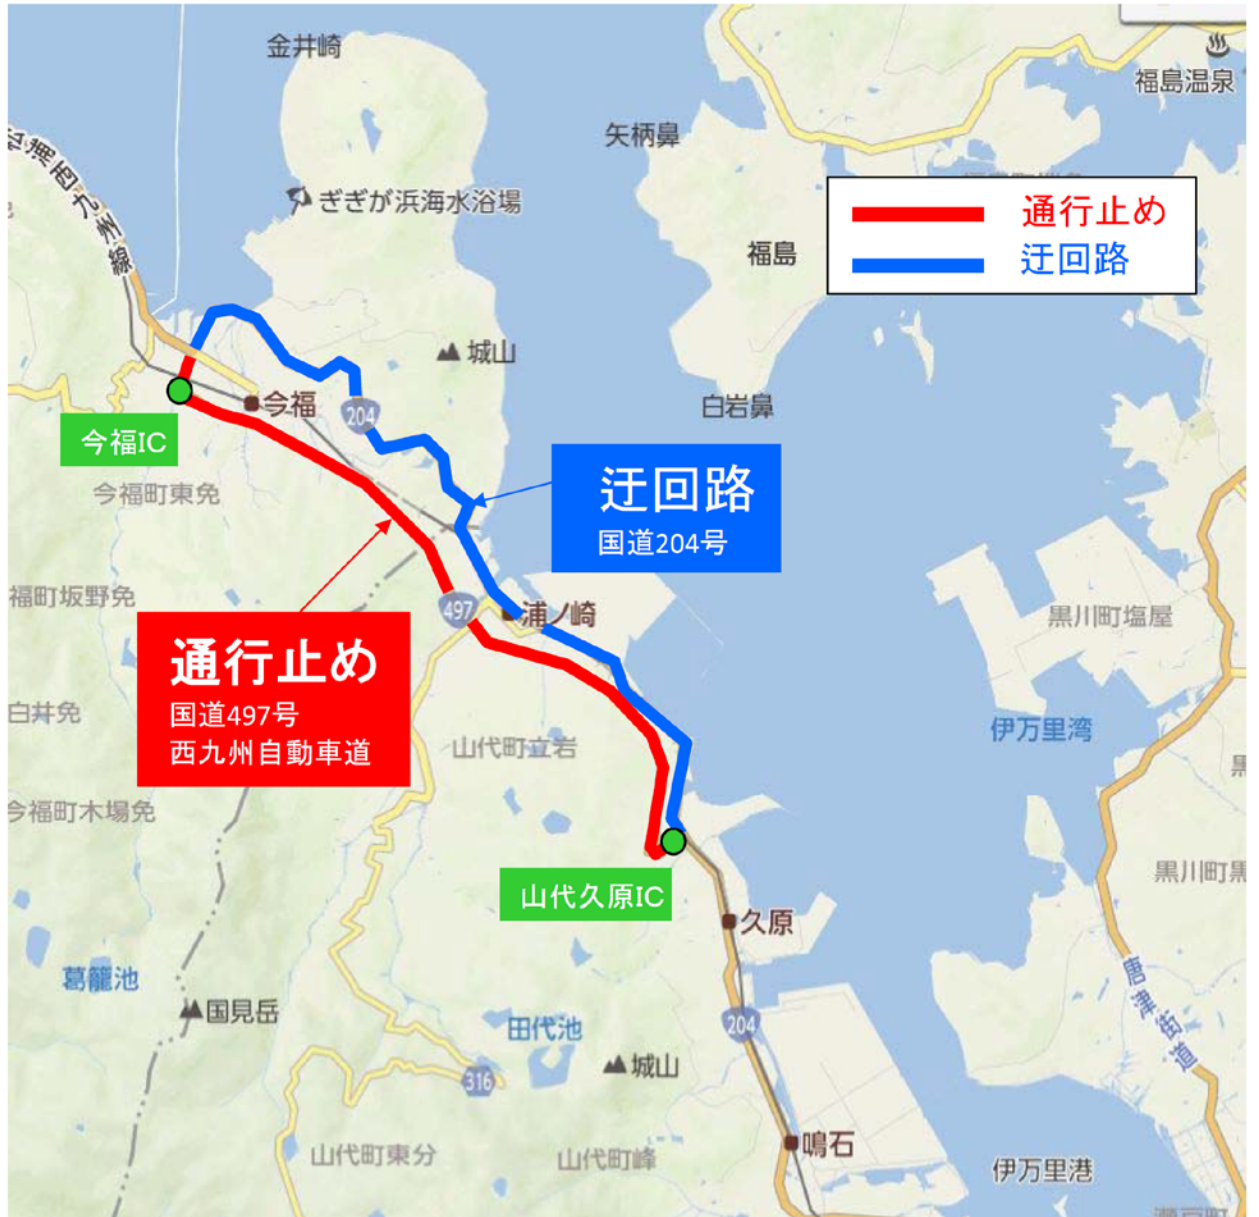 金井崎
福島温泉
矢柄鼻
松浦西九州線
ぎぎが浜海水浴場
通行止め
迂回路
福島
城山
今福
204
白岩鼻
今福IC
迂回路
国道204号
今福町東免
497
浦ノ崎
福町坂野免
黒川町塩屋
通行止め
国道497号
西九州自動車道
白井免
伊万里湾
山代町立岩
今福町木場免
黒川町黒
山代久原IC
久原
葛籠池
唐津街道
国見岳
田代池
204
城山
316
鳴石
山代町東分
山代町峰
伊万里港